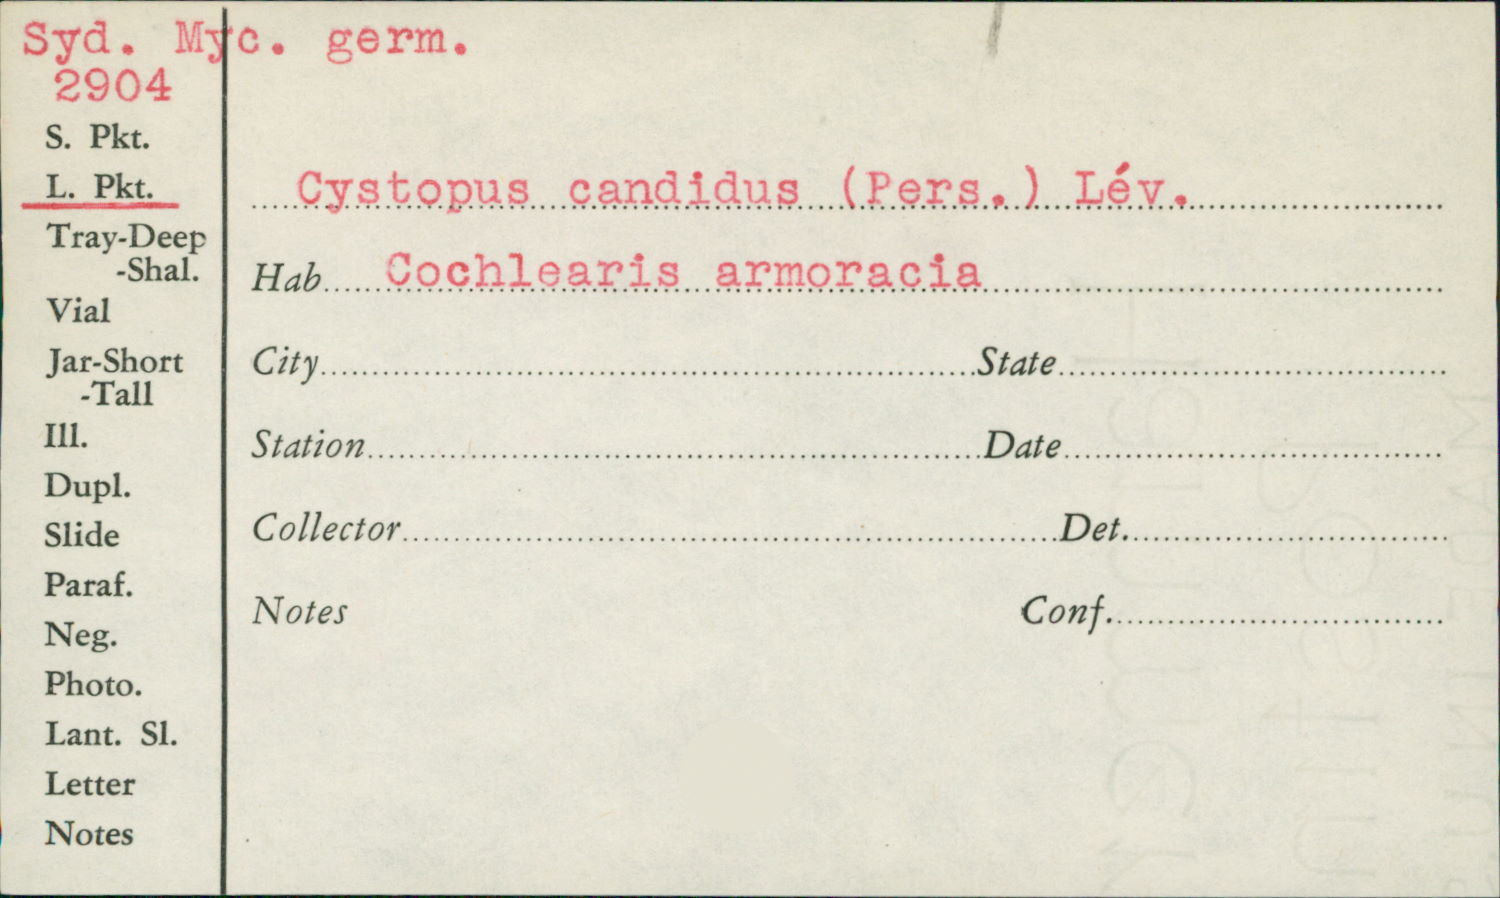 Syd. Myc. germ.
2904
S. Pkt.
L. Pkt.
Tray-Deep
-Shal.
Vial
Jar-Short
-Tall
Ill.
Dupl.
Slide
Paraf.
Neg.
Photo.
Lant. Sl.
Letter
Notes
Cystopus candidus (Pers.) Lév.
Hab. Cochlearis armoracia
City State
Station Date
Collector Det.
Notes Conf.